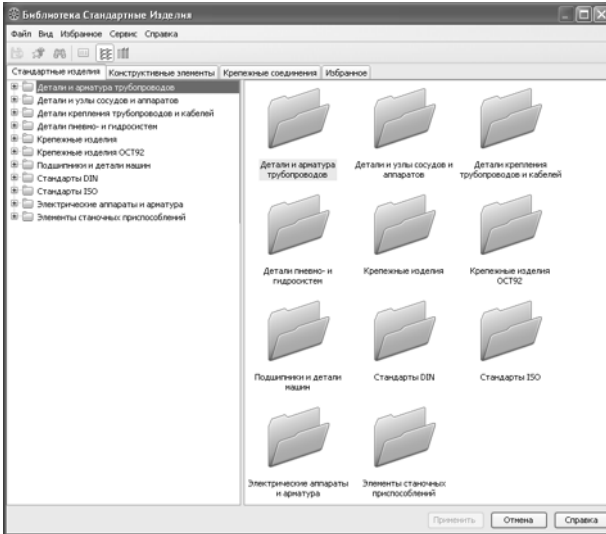 Библиотека Стандартные Изделия
Файл Вид Избранное Сервис Справка
Стандартные изделия Конструктивные элементы Крепежные соединения Избранное
Детали и арматура трубопроводов
Детали и узлы сосудов и аппаратов
Детали крепления трубопроводов и кабелей
Детали пневмо- и гидросистем
Крепежные изделия
Крепежные изделия ОСТ92
Подшипники и детали машин
Стандарты DIN
Стандарты ISO
Электрические аппараты и арматура
Элементы станочных приспособлений
Детали и арматура
трубопроводов
Детали и узлы сосудов и
аппаратов
Детали крепления
трубопроводов и кабелей
Детали пневмо- и
гидросистем
Крепежные изделия
Крепежные изделия
ОСТ92
Подшипники и детали
машин
Стандарты DIN
Стандарты ISO
Электрические аппараты
и арматура
Элементы станочных
приспособлений
Применить Отмена Справка